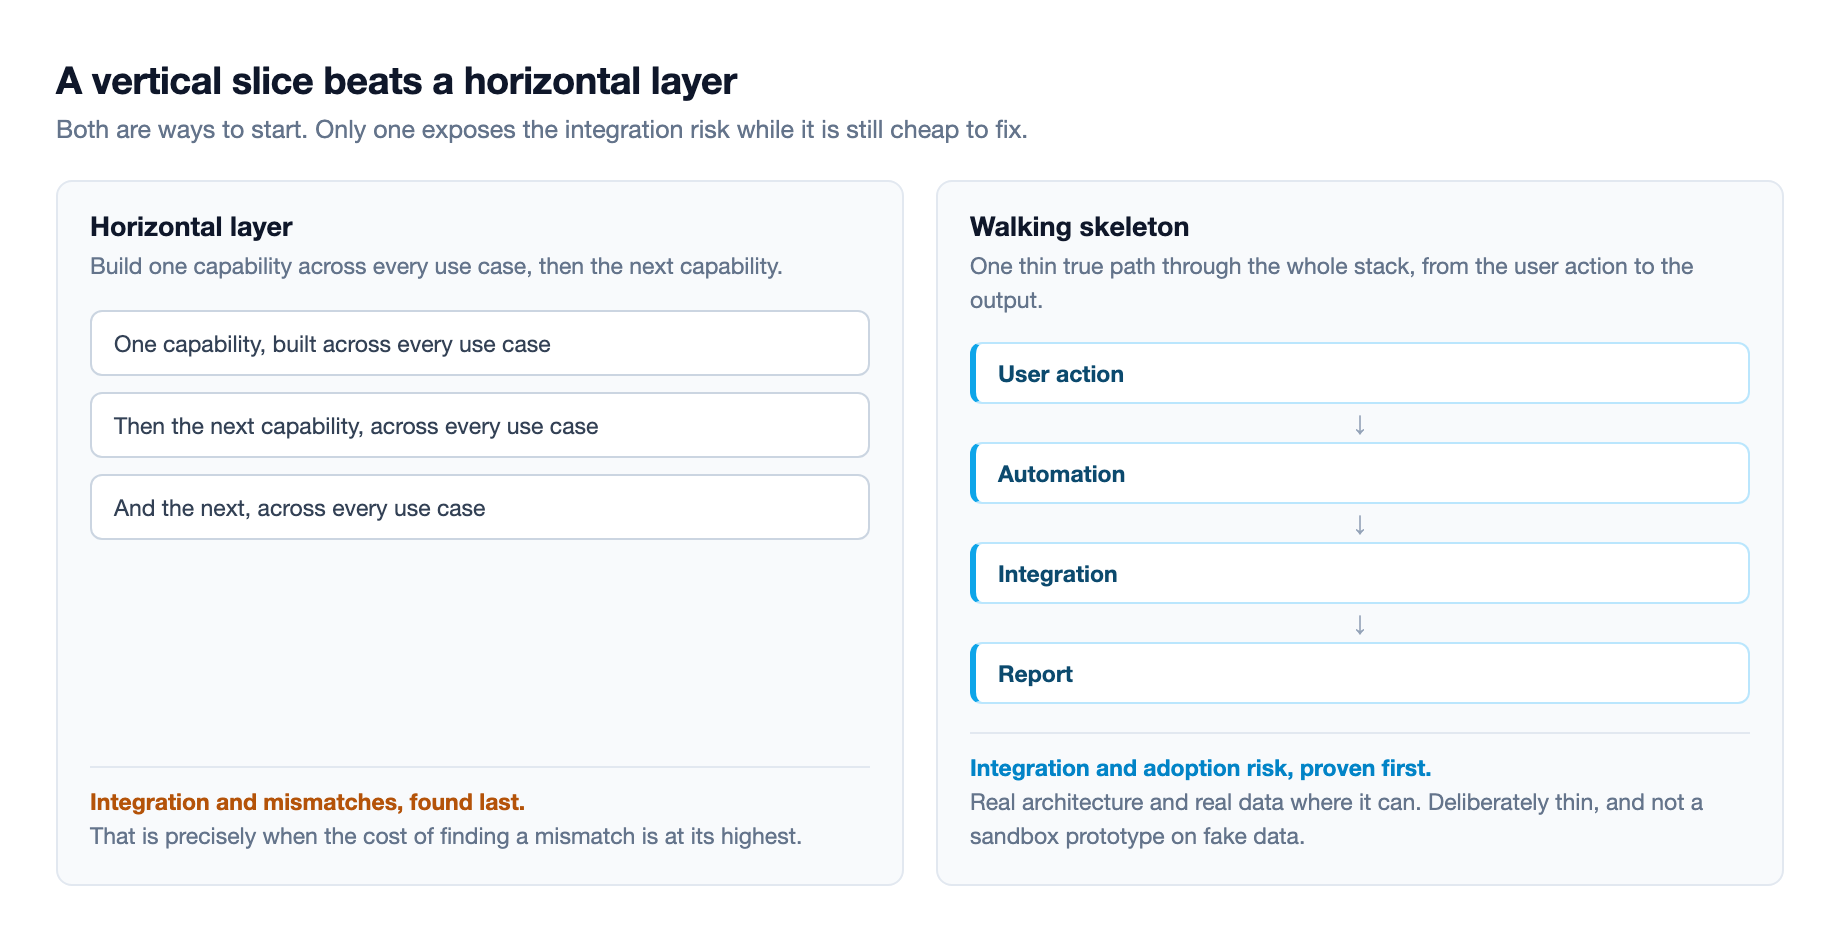 A vertical slice beats a horizontal layer
Both are ways to start. Only one exposes the integration risk while it is still cheap to fix.
Horizontal layer
Build one capability across every use case, then the next capability.
One capability, built across every use case
Then the next capability, across every use case
And the next, across every use case
Integration and mismatches, found last.
That is precisely when the cost of finding a mismatch is at its highest.
Walking skeleton
One thin true path through the whole stack, from the user action to the
output.
User action
↓
Automation
↓
Integration
↓
Report
Integration and adoption risk, proven first.
Real architecture and real data where it can. Deliberately thin, and not a
sandbox prototype on fake data.